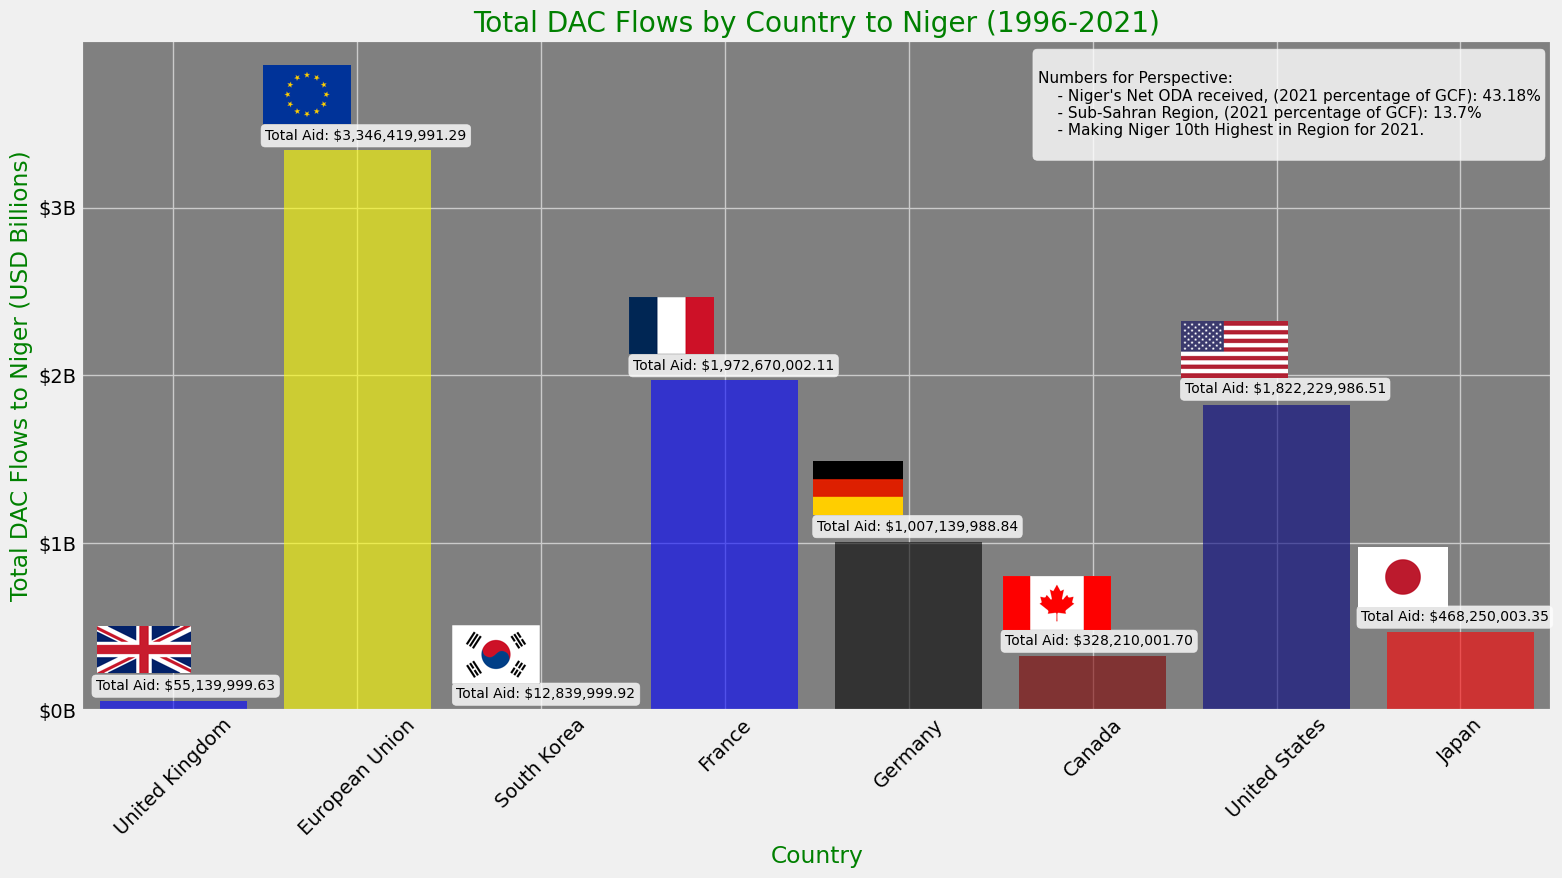 Total DAC Flows by Country to Niger (1996-2021)
Numbers for Perspective:
- Niger's Net ODA received, (2021 percentage of GCF): 43.18%
- Sub-Sahran Region, (2021 percentage of GCF): 13.7%
- Making Niger 10th Highest in Region for 2021.
Total DAC Flows to Niger (USD Billions)
$3B
$2B
$1B
$0B
Total Aid: $55,139,999.63
Total Aid: $3,346,419,991.29
Total Aid: $12,839,999.92
Total Aid: $1,972,670,002.11
Total Aid: $1,007,139,988.84
Total Aid: $328,210,001.70
Total Aid: $1,822,229,986.51
Total Aid: $468,250,003.35
United Kingdom
European Union
South Korea
France
Germany
Canada
United States
Japan
Country